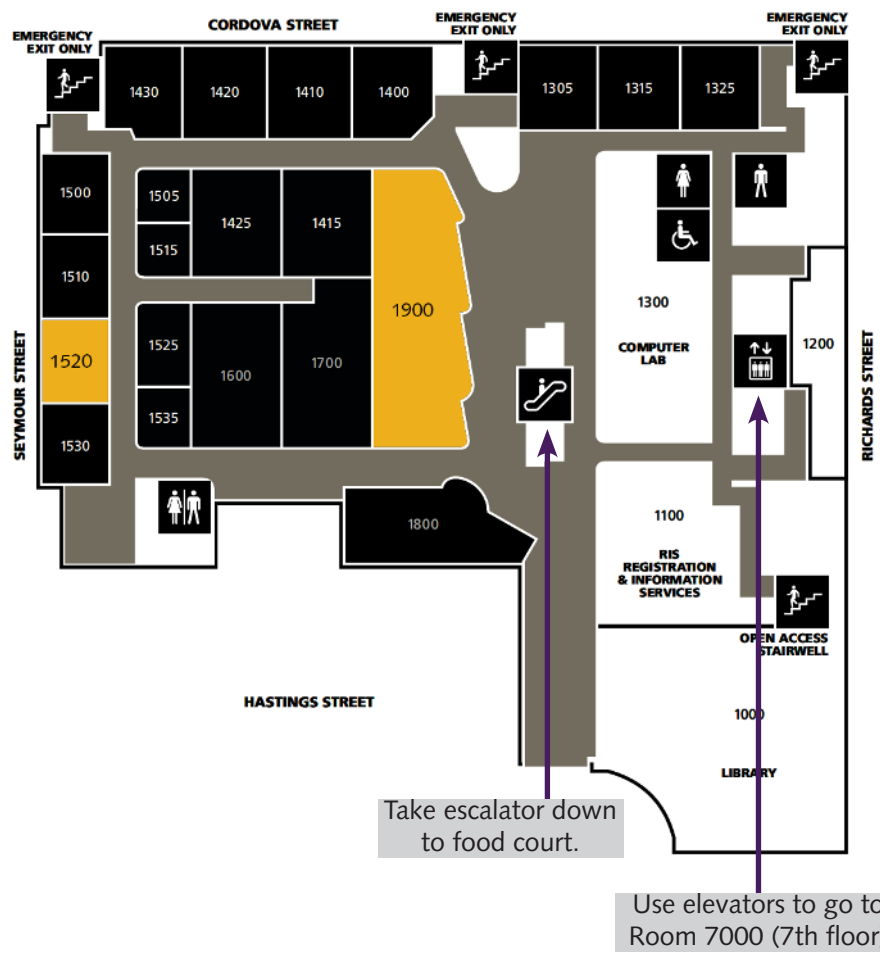 CORDOVA STREET
EMERGENCY
EXIT ONLY
EMERGENCY
EXIT ONLY
EMERGENCY
EXIT ONLY
1430
1420
1410
1400
1305
1315
1325
1500
1505
1425
1415
1515
1510
1300
COMPUTER
LAB
1900
1200
SEYMOUR STREET
RICHARDS STREET
1520
1525
1600
1700
1535
1530
1800
1100
RIS
REGISTRATION
& INFORMATION
SERVICES
OPEN ACCESS
STAIRWELL
HASTINGS STREET
1000
LIBRARY
Take escalator down
to food court.
Use elevators to go to
Room 7000 (7th floor